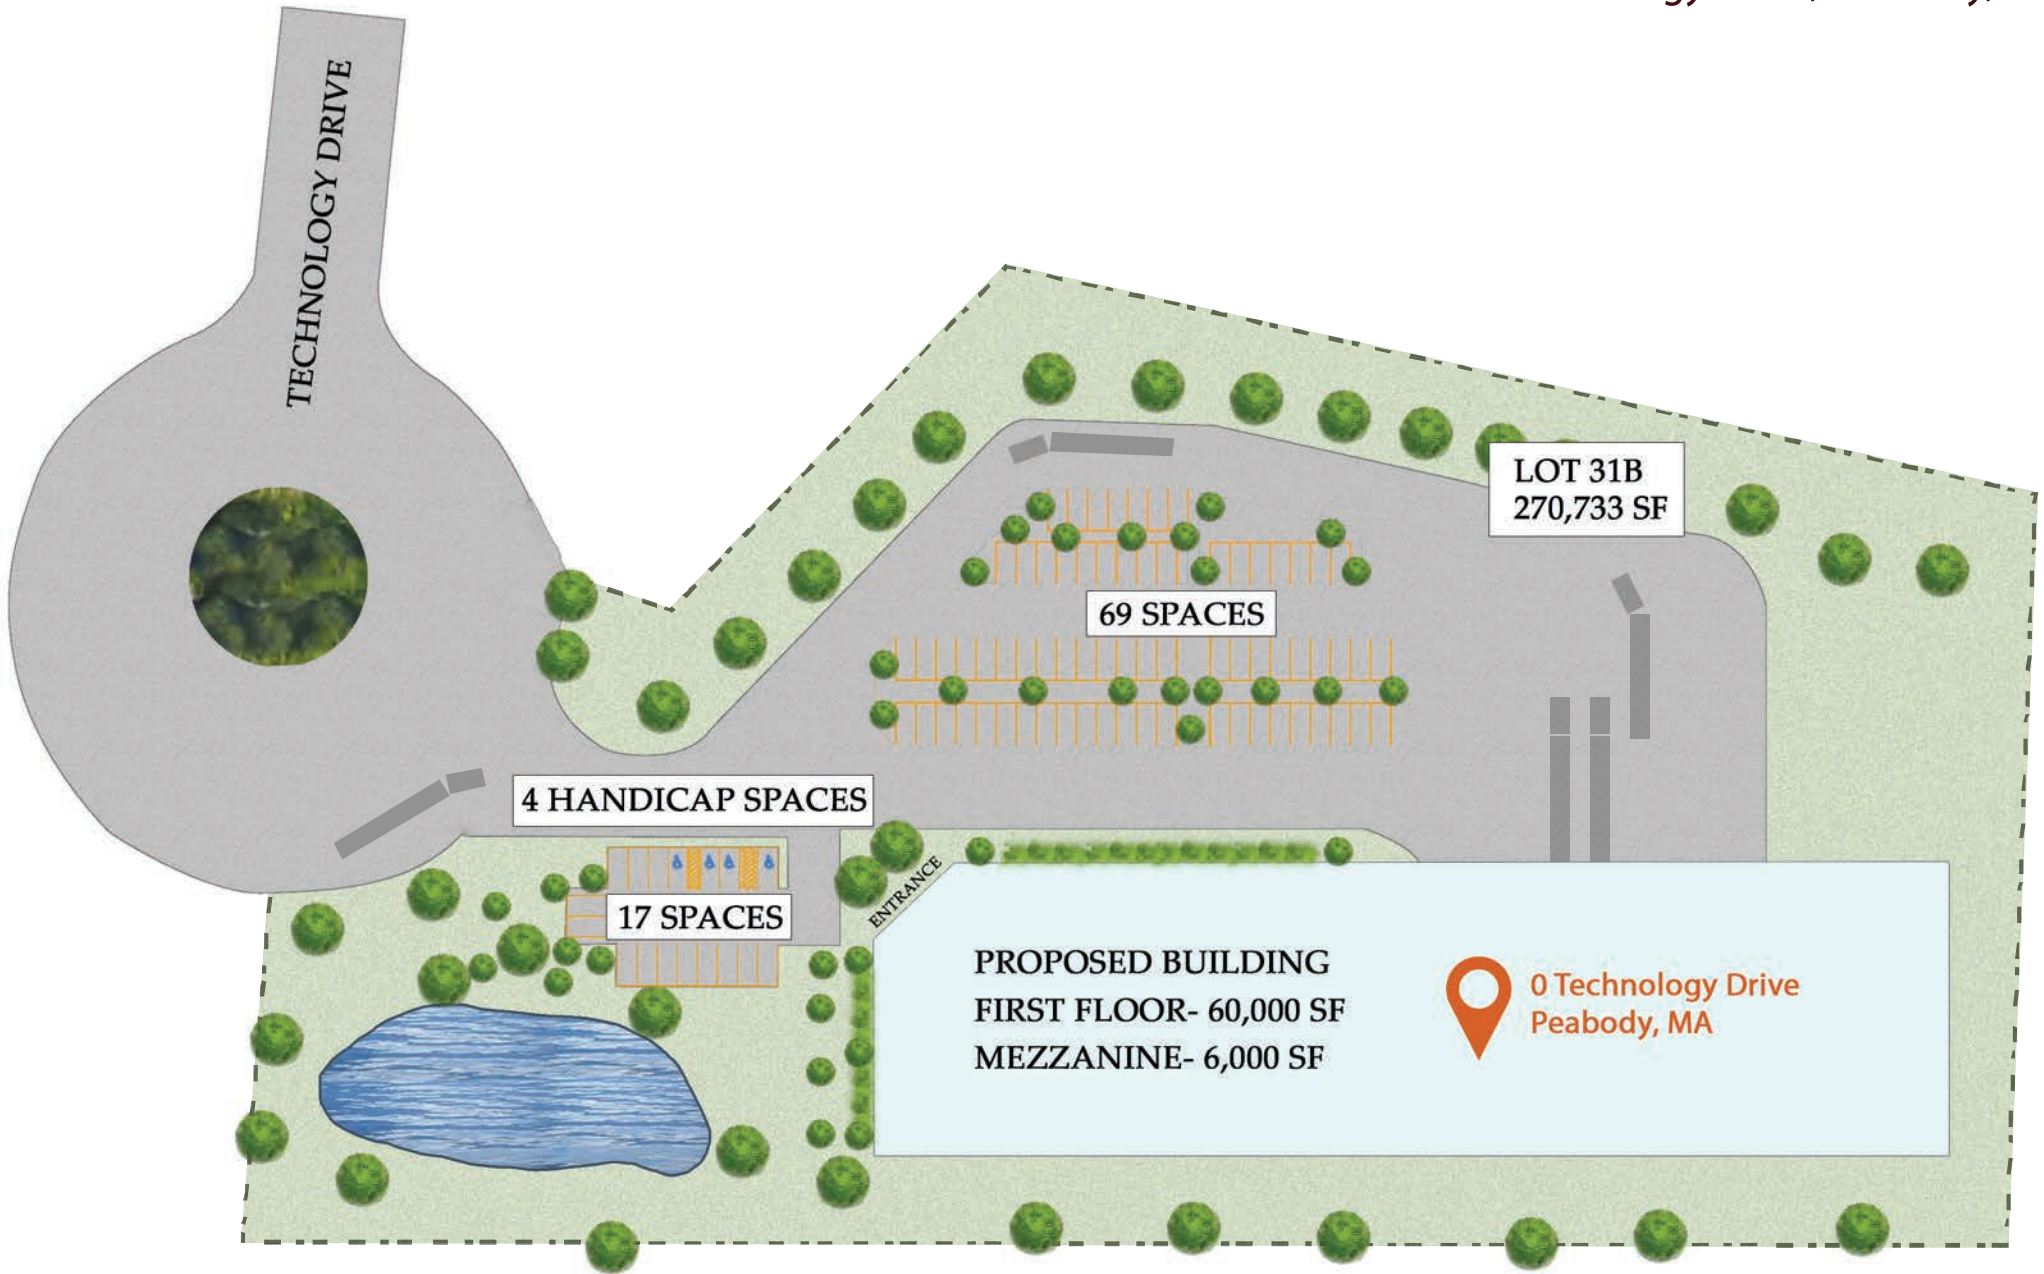 TECHNOLOGY DRIVE
LOT 31B
270,733 SF
69 SPACES
4 HANDICAP SPACES
17 SPACES
ENTRANCE
PROPOSED BUILDING
FIRST FLOOR- 60,000 SF
MEZZANINE- 6,000 SF
0 Technology Drive
Peabody, MA